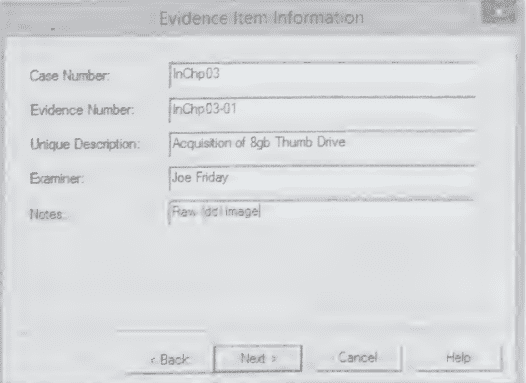 Evidence Item Information
Case Number: InChp03
Evidence Number: InChp03-01
Unique Description: Acquisition of 8gb Thumb Drive
Examiner: Joe Friday
Notes: Raw (dd) image
< Back Next > Cancel Help